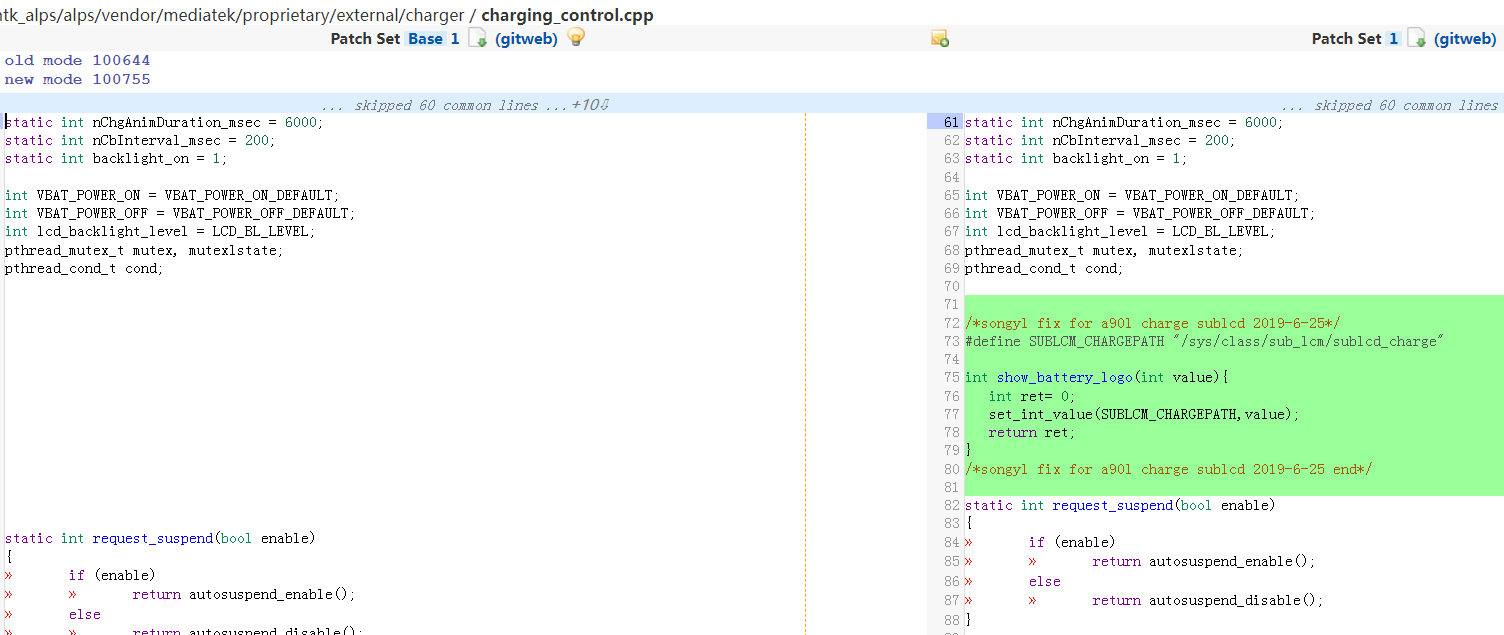 ntk_alps/alps/vendor/mediatek/proprietary/external/charger / charging_control.cpp
Patch Set Base 1 (gitweb)
Patch Set 1 (gitweb)
old mode 100644
new mode 100755
... skipped 60 common lines ... +10⇩
... skipped 60 common lines
static int nChgAnimDuration_msec = 6000;
static int nCbInterval_msec = 200;
static int backlight_on = 1;
int VBAT_POWER_ON = VBAT_POWER_ON_DEFAULT;
int VBAT_POWER_OFF = VBAT_POWER_OFF_DEFAULT;
int lcd_backlight_level = LCD_BL_LEVEL;
pthread_mutex_t mutex, mutexlstate;
pthread_cond_t cond;
static int request_suspend(bool enable)
{
» if (enable)
» » return autosuspend_enable();
» else
» » return autosuspend_disable();
61 static int nChgAnimDuration_msec = 6000;
62 static int nCbInterval_msec = 200;
63 static int backlight_on = 1;
64
65 int VBAT_POWER_ON = VBAT_POWER_ON_DEFAULT;
66 int VBAT_POWER_OFF = VBAT_POWER_OFF_DEFAULT;
67 int lcd_backlight_level = LCD_BL_LEVEL;
68 pthread_mutex_t mutex, mutexlstate;
69 pthread_cond_t cond;
70
71
72 /*songyl fix for a901 charge sublcd 2019-6-25*/
73 #define SUBLCM_CHARGEPATH "/sys/class/sub_lcm/sublcd_charge"
74
75 int show_battery_logo(int value){
76 int ret= 0;
77 set_int_value(SUBLCM_CHARGEPATH,value);
78 return ret;
79 }
80 /*songyl fix for a901 charge sublcd 2019-6-25 end*/
81
82 static int request_suspend(bool enable)
83 {
84 » if (enable)
85 » » return autosuspend_enable();
86 » else
87 » » return autosuspend_disable();
88 }